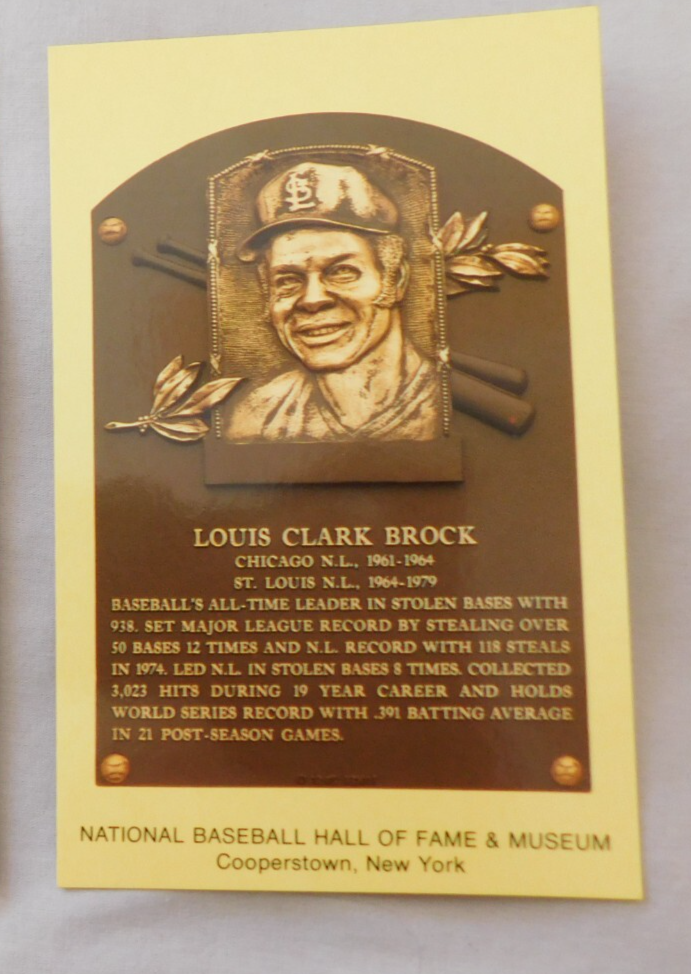 STL
LOUIS CLARK BROCK
CHICAGO N.L., 1961-1964
ST. LOUIS N.L., 1964-1979
BASEBALL'S ALL-TIME LEADER IN STOLEN BASES WITH
938. SET MAJOR LEAGUE RECORD BY STEALING OVER
50 BASES 12 TIMES AND N.L. RECORD WITH 118 STEALS
IN 1974. LED N.L. IN STOLEN BASES 8 TIMES. COLLECTED
3,023 HITS DURING 19 YEAR CAREER AND HOLDS
WORLD SERIES RECORD WITH .391 BATTING AVERAGE
IN 21 POST-SEASON GAMES.
NATIONAL BASEBALL HALL OF FAME & MUSEUM
Cooperstown, New York